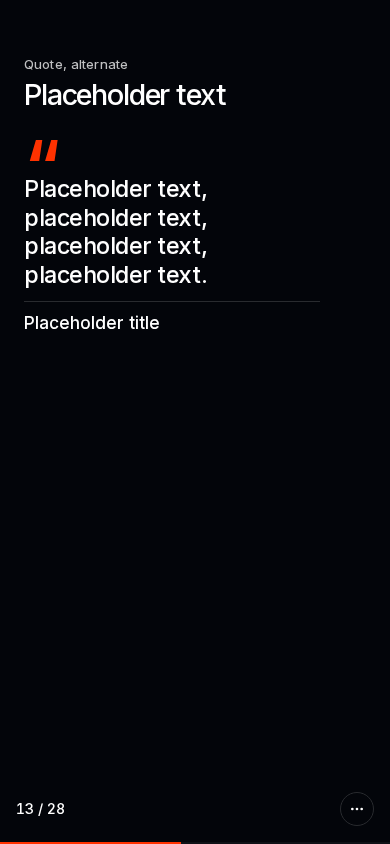 Quote, alternate
Placeholder text
“
Placeholder text,
placeholder text,
placeholder text,
placeholder text.
Placeholder title
13 / 28